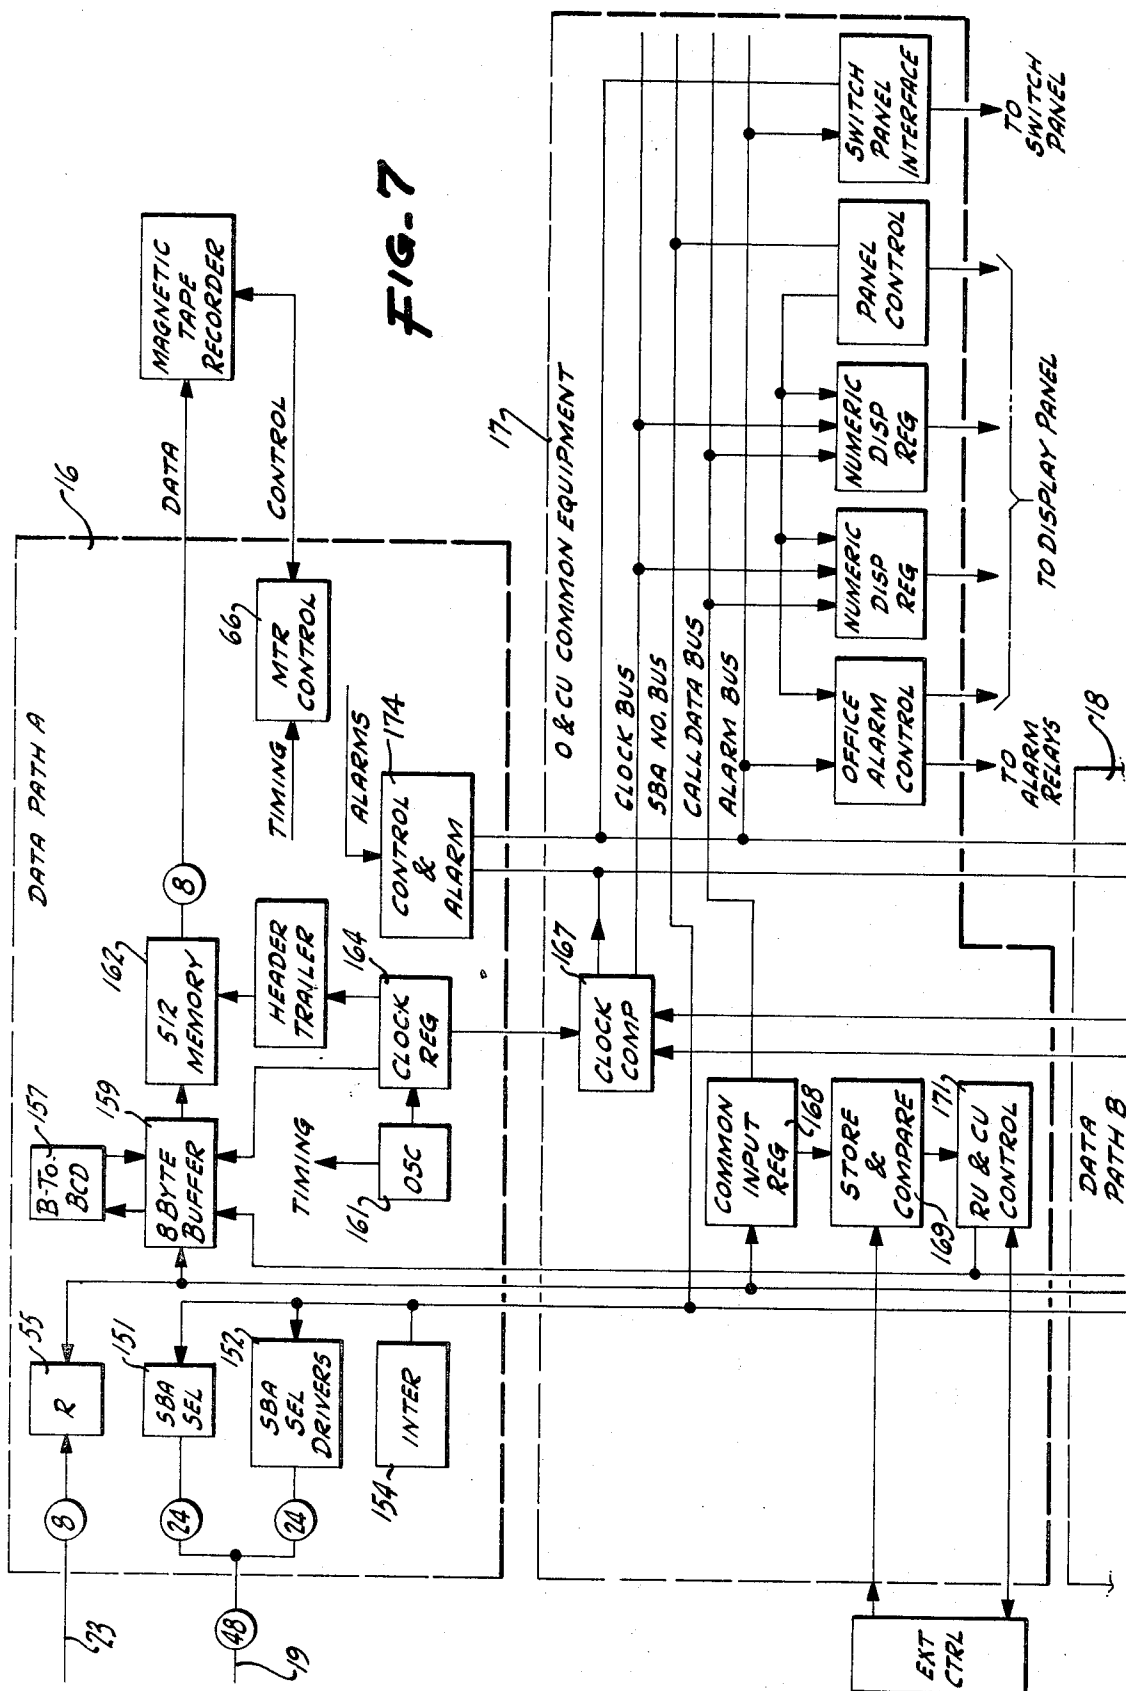 FIG-7
DATA PATH A
16
23
8
55
R
19
48
24
24
151
SBA
SEL
152
SBA
SEL
DRIVERS
154
INTER
157
B-TO-
BCD
159
8 BYTE
BUFFER
161
OSC
TIMING
162
512
MEMORY
8
HEADER
TRAILER
164
CLOCK
REG
DATA
MAGNETIC
TAPE
RECORDER
CONTROL
66
MTR
CONTROL
TIMING
ALARMS
174
CONTROL
&
ALARM
17
O & CU COMMON EQUIPMENT
167
CLOCK
COMP
CLOCK BUS
SBA NO. BUS
CALL DATA BUS
ALARM BUS
COMMON
INPUT
REG
168
STORE
&
COMPARE
169
171
RU & CU
CONTROL
EXT
CTRL
OFFICE
ALARM
CONTROL
NUMERIC
DISP
REG
NUMERIC
DISP
REG
PANEL
CONTROL
SWITCH
PANEL
INTERFACE
TO
ALARM
RELAYS
TO DISPLAY PANEL
TO
SWITCH
PANEL
18
DATA
PATH B